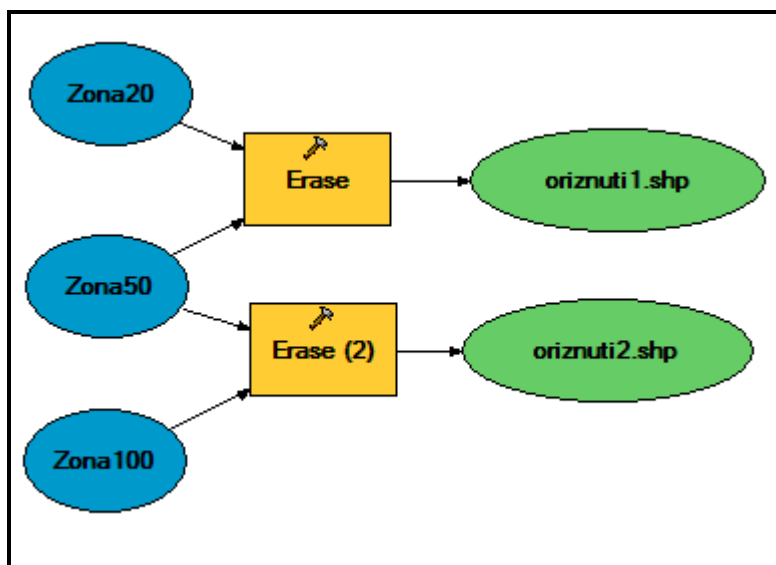 Zona20
Erase
oriznuti1.shp
Zona50
Erase (2)
oriznuti2.shp
Zona100